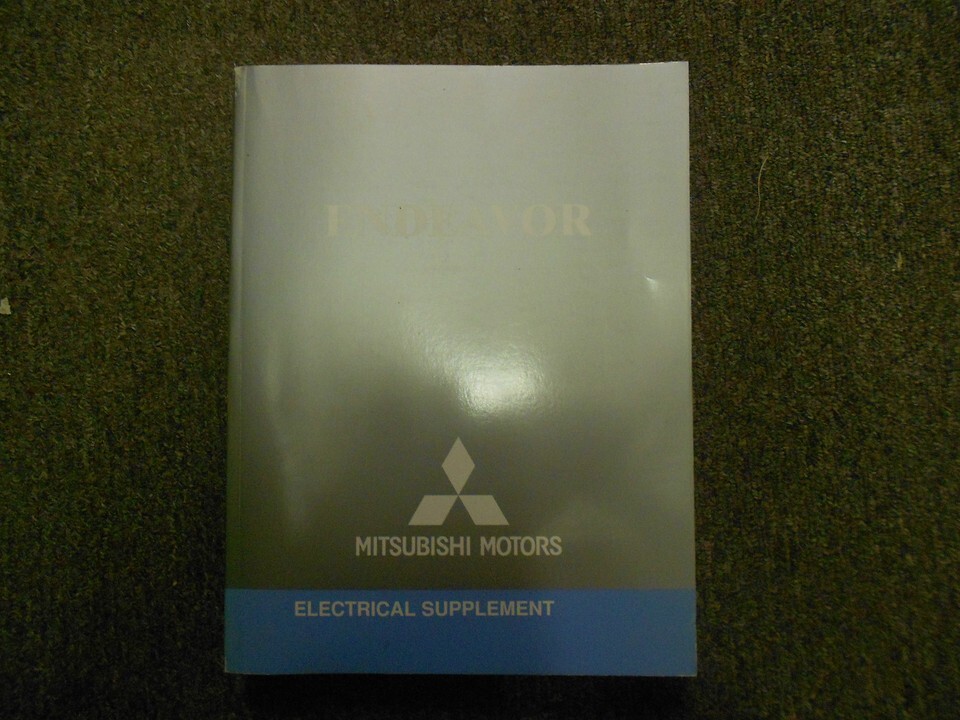 ENDEAVOR
MITSUBISHI MOTORS
ELECTRICAL SUPPLEMENT